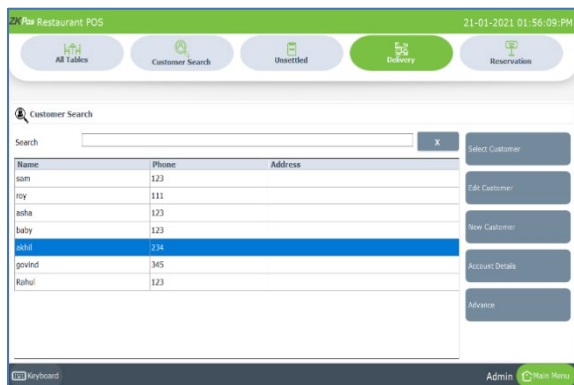 ZKPos Restaurant POS 21-01-2021 01:56:09:PM
All Tables Customer Search Unsettled Delivery Reservation
Customer Search
Search X
Name Phone Address
sam 123
roy 111
asha 123
baby 123
akhil 234
govind 345
Rahul 123
Select Customer
Edit Customer
New Customer
Account Details
Advance
Keyboard Admin Main Menu